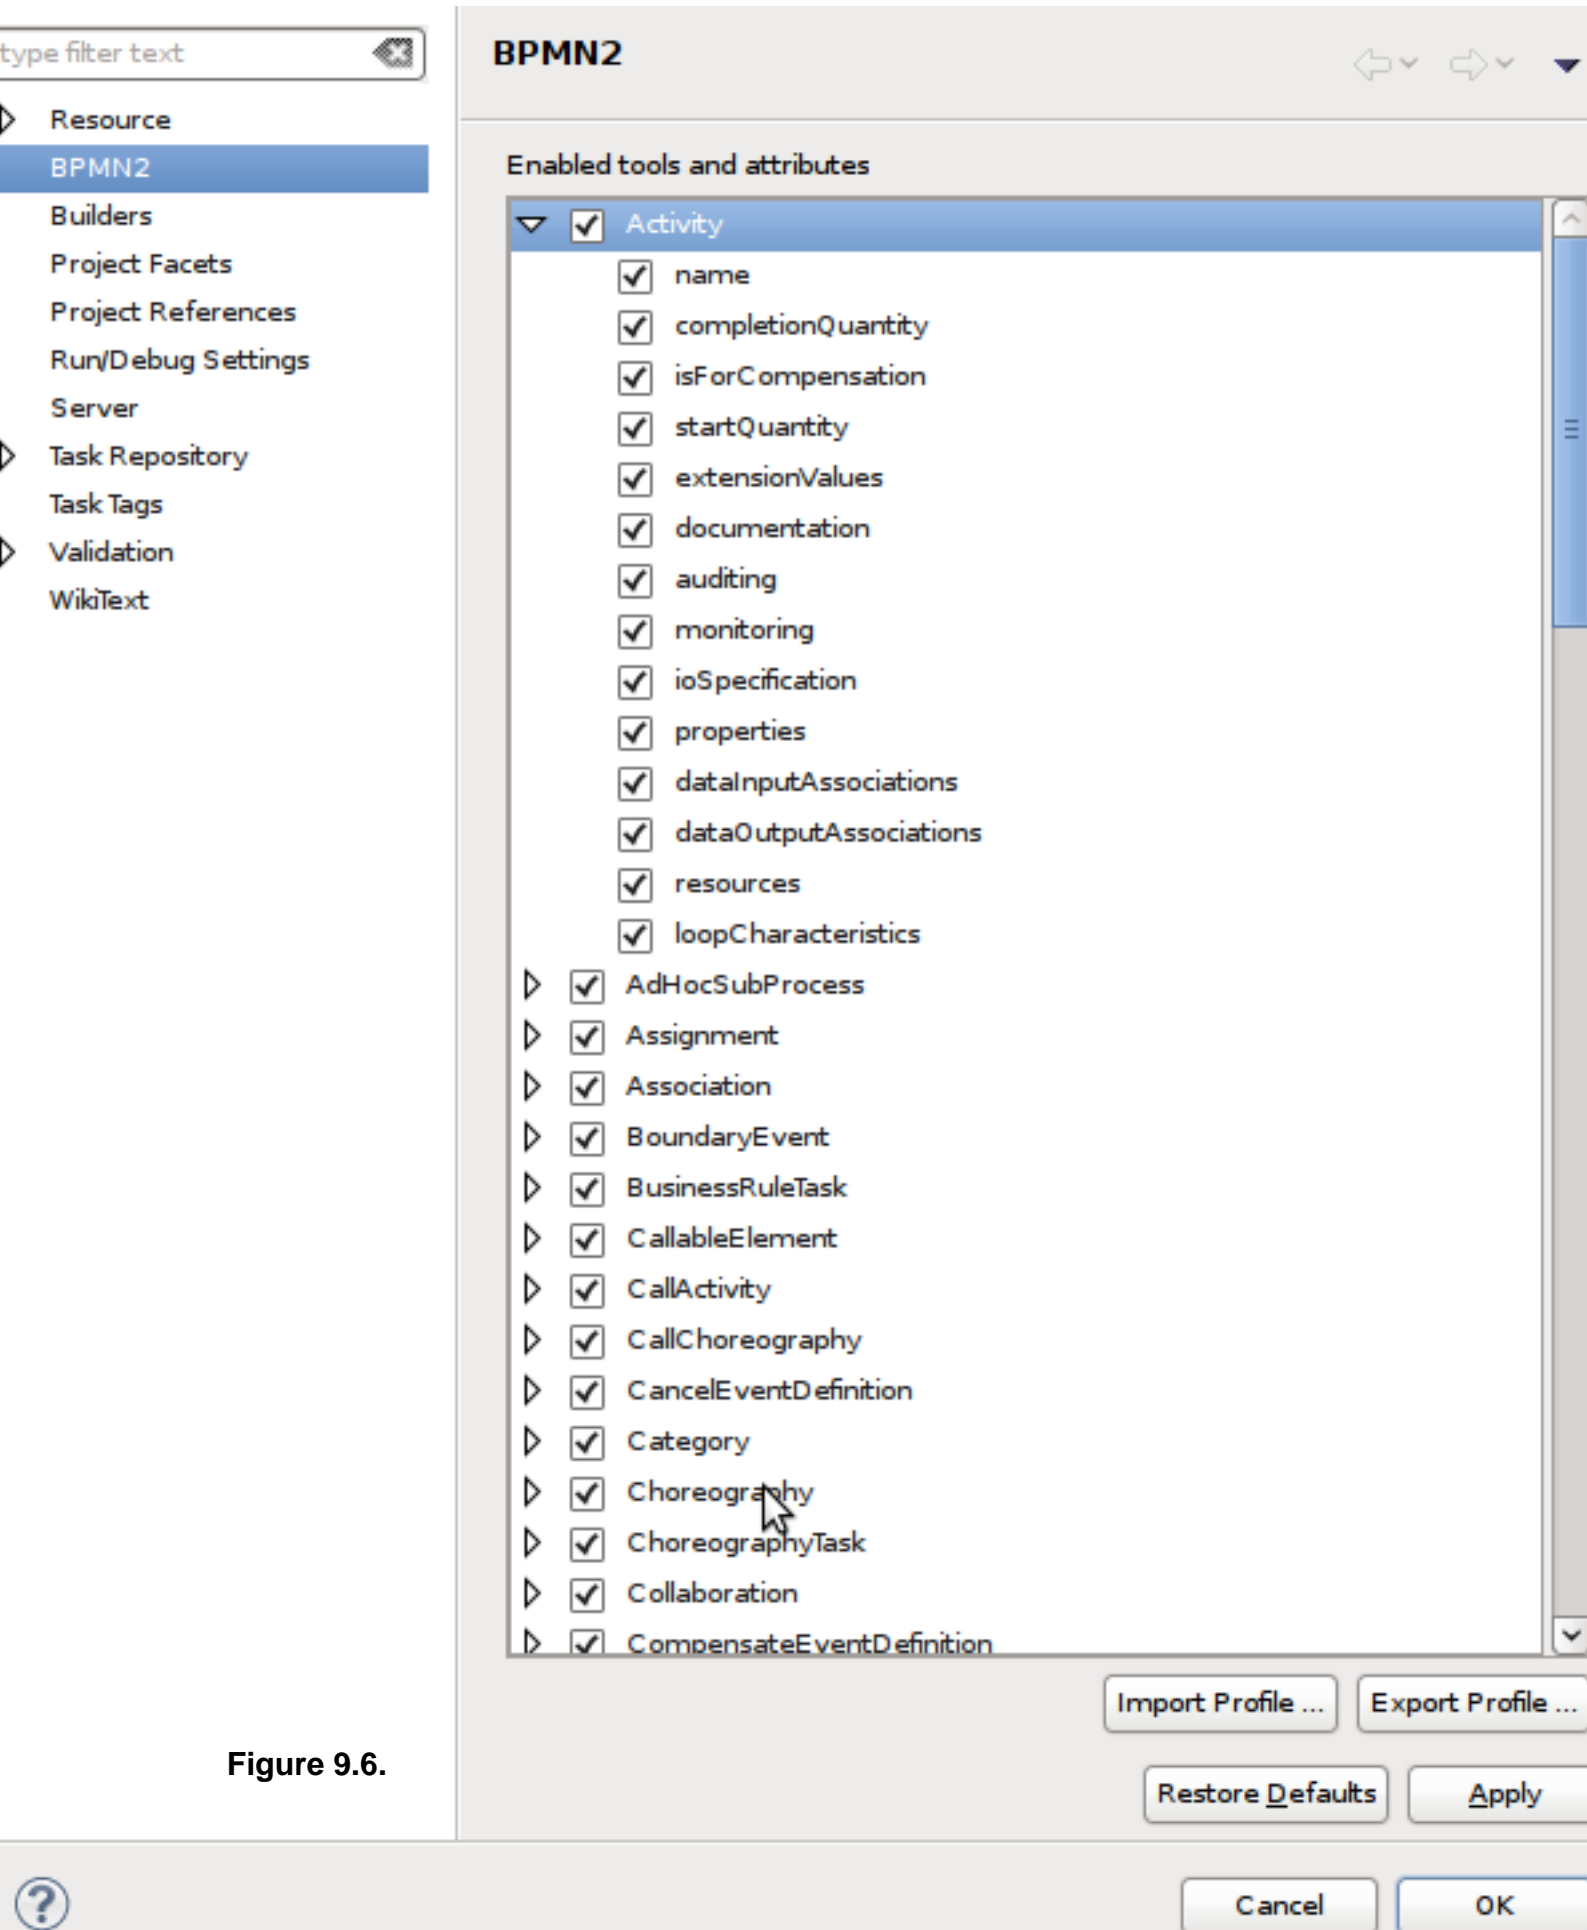 type filter text
Resource
BPMN2
Builders
Project Facets
Project References
Run/Debug Settings
Server
Task Repository
Task Tags
Validation
WikiText
Figure 9.6.
BPMN2
Enabled tools and attributes
Activity
name
completionQuantity
isForCompensation
startQuantity
extensionValues
documentation
auditing
monitoring
ioSpecification
properties
dataInputAssociations
dataOutputAssociations
resources
loopCharacteristics
AdHocSubProcess
Assignment
Association
BoundaryEvent
BusinessRuleTask
CallableElement
CallActivity
CallChoreography
CancelEventDefinition
Category
Choreography
ChoreographyTask
Collaboration
CompensateEventDefinition
Import Profile ...
Export Profile ...
Restore Defaults
Apply
Cancel
OK